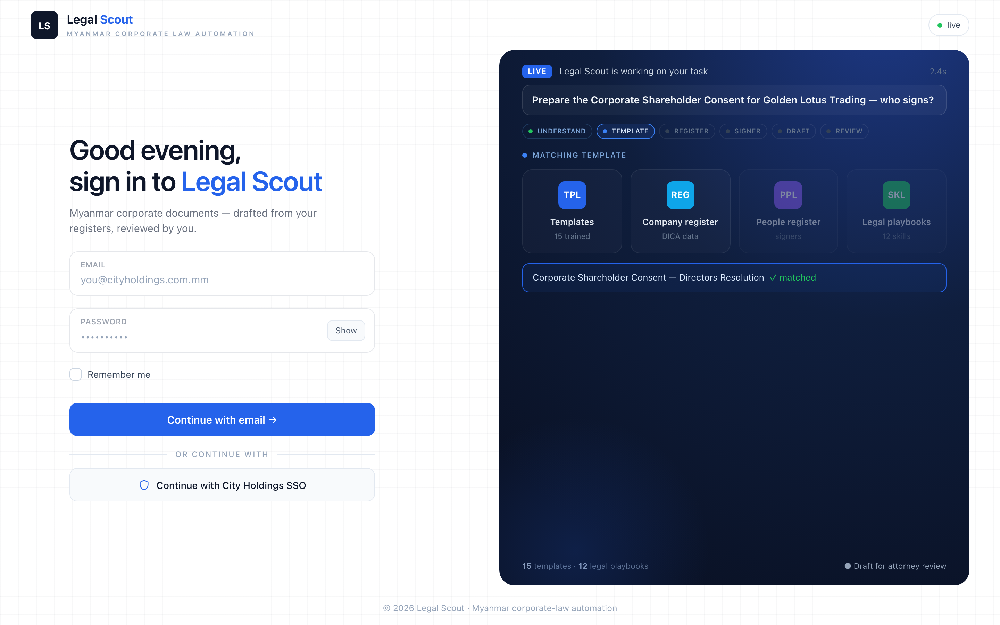 LS
Legal Scout
MYANMAR CORPORATE LAW AUTOMATION
live
Good evening,
sign in to Legal Scout
Myanmar corporate documents — drafted from your
registers, reviewed by you.
EMAIL
you@cityholdings.com.mm
PASSWORD
••••••••••
Show
Remember me
Continue with email →
OR CONTINUE WITH
Continue with City Holdings SSO
LIVE Legal Scout is working on your task 2.4s
Prepare the Corporate Shareholder Consent for Golden Lotus Trading — who signs?
UNDERSTAND TEMPLATE REGISTER SIGNER DRAFT REVIEW
MATCHING TEMPLATE
TPL REG PPL SKL
Templates Company register People register Legal playbooks
15 trained DICA data signers 12 skills
Corporate Shareholder Consent — Directors Resolution ✓ matched
15 templates · 12 legal playbooks
Draft for attorney review
© 2026 Legal Scout · Myanmar corporate-law automation